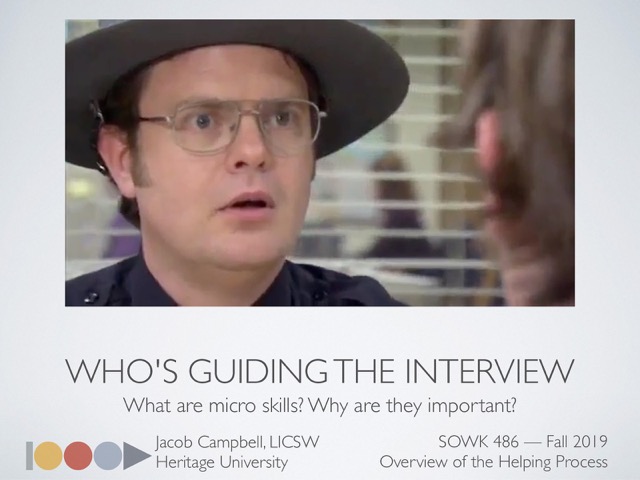 WHO'S GUIDING THE INTERVIEW
What are micro skills? Why are they important?
Jacob Campbell, LICSW
Heritage University
SOWK 486 — Fall 2019
Overview of the Helping Process